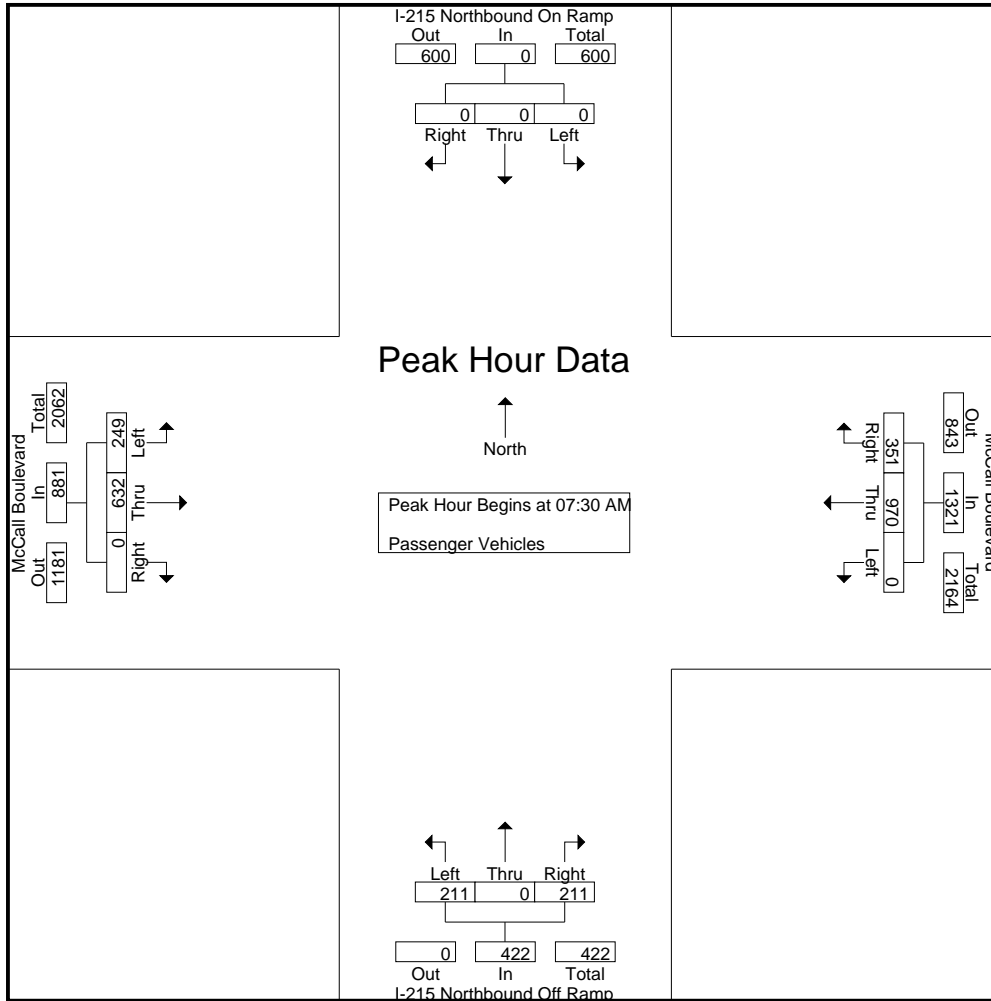 I-215 Northbound On Ramp
Out In Total
600 0 600
0 0 0
Right Thru Left
Peak Hour Data
North
Peak Hour Begins at 07:30 AM
Passenger Vehicles
McCall Boulevard
Total In Out
2062 881 1181
249 632 0
Left Thru Right
Right Thru Left
351 970 0
Out In Total
843 1321 2164
McCall Boulevard
Left Thru Right
211 0 211
0 422 422
Out In Total
I-215 Northbound Off Ramp